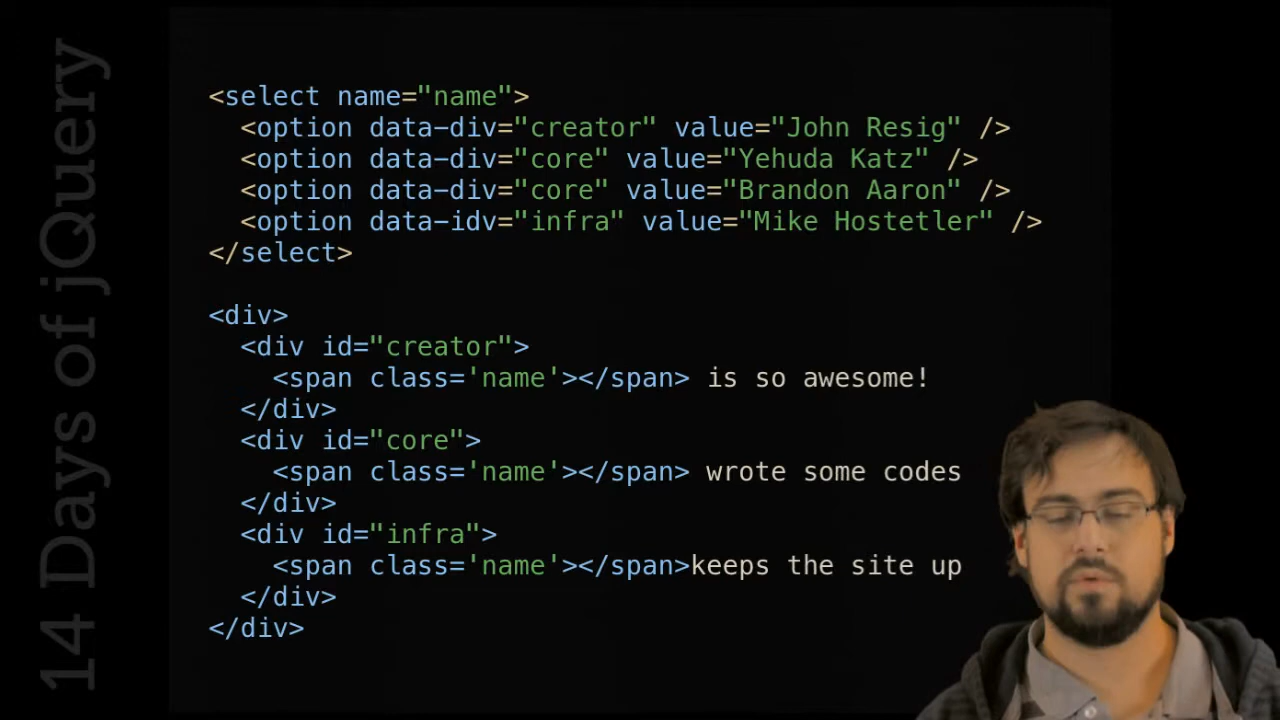 14 Days of jQuery
<select name="name">
  <option data-div="creator" value="John Resig" />
  <option data-div="core" value="Yehuda Katz" />
  <option data-div="core" value="Brandon Aaron" />
  <option data-idv="infra" value="Mike Hostetler" />
</select>
<div>
  <div id="creator">
    <span class='name'></span> is so awesome!
  </div>
  <div id="core">
    <span class='name'></span> wrote some codes
  </div>
  <div id="infra">
    <span class='name'></span>keeps the site up
  </div>
</div>